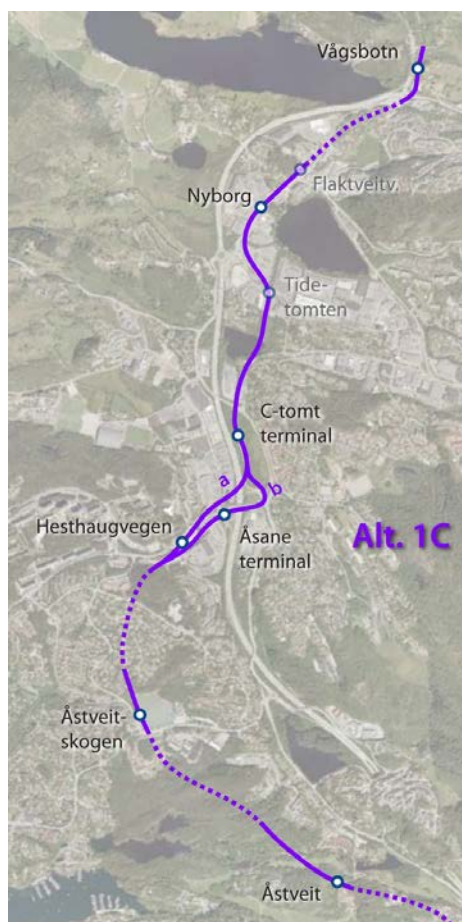 Vågsbotn
Flaktveitv.
Nyborg
Tide-
tomten
C-tomt
terminal
a
b
Hesthaugvegen
Åsane
terminal
Alt. 1C
Åstveit-
skogen
Åstveit